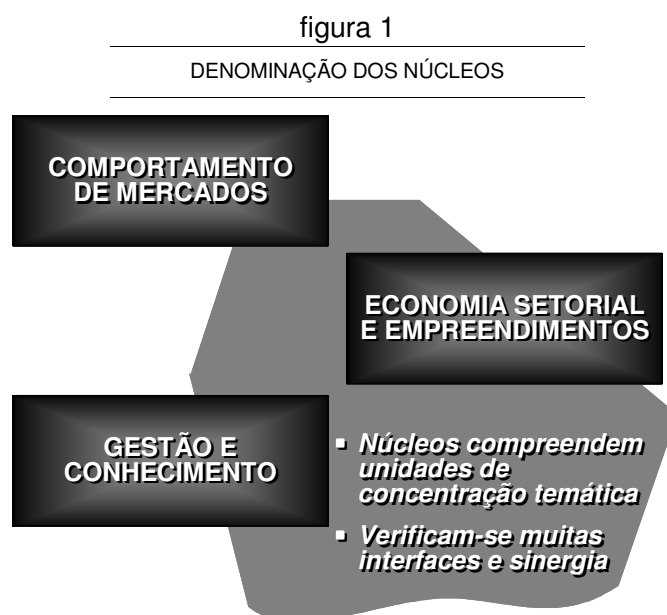 figura 1
DENOMINAÇÃO DOS NÚCLEOS
COMPORTAMENTO
DE MERCADOS
ECONOMIA SETORIAL
E EMPREENDIMENTOS
GESTÃO E
CONHECIMENTO
▪ Núcleos compreendem
unidades de
concentração temática
▪ Verificam-se muitas
interfaces e sinergia